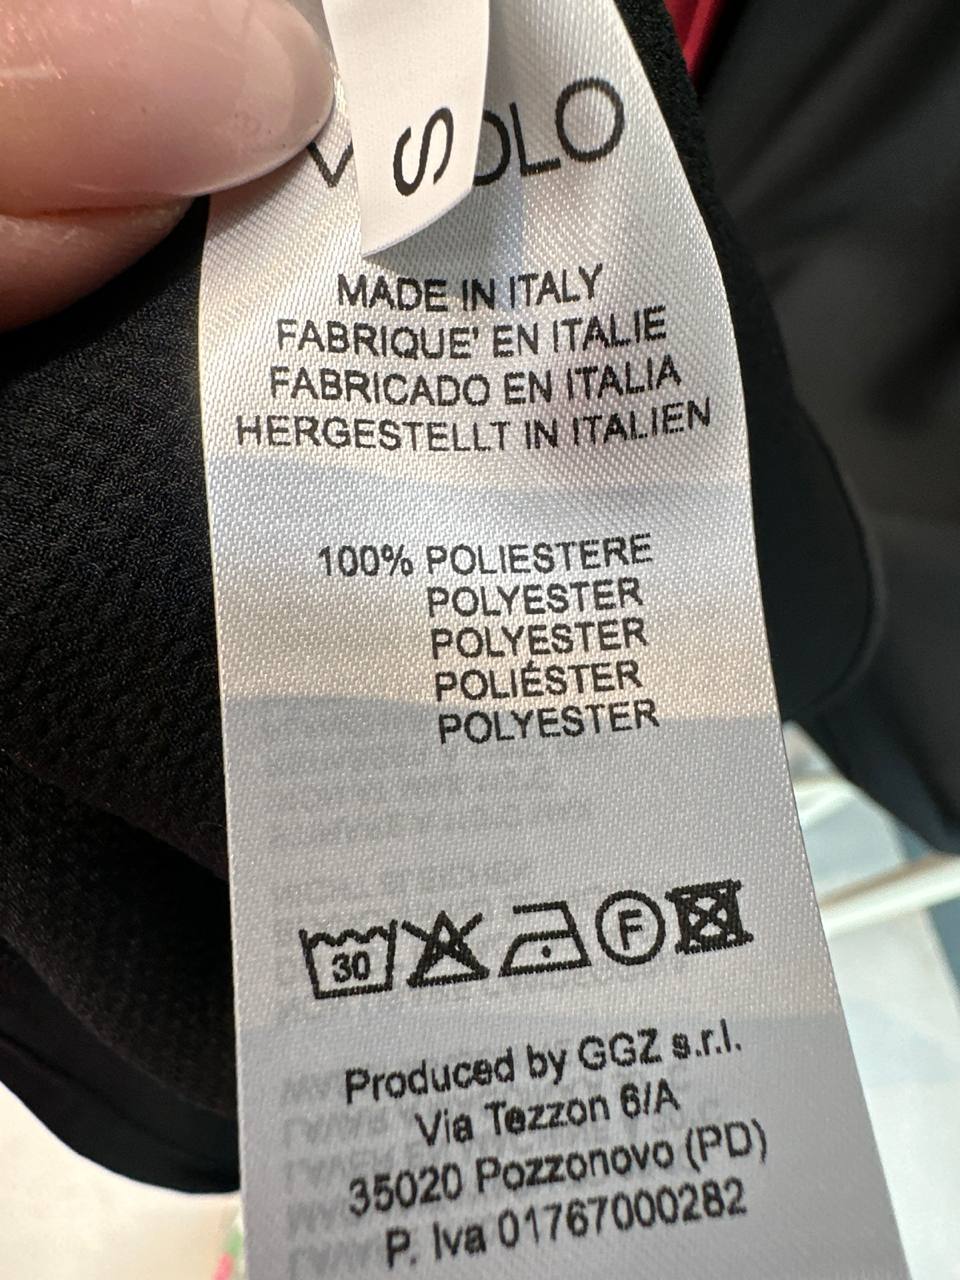 S
OLO
MADE IN ITALY
FABRIQUE' EN ITALIE
FABRICADO EN ITALIA
HERGESTELLT IN ITALIEN
100% POLIESTERE
POLYESTER
POLYESTER
POLIÉSTER
POLYESTER
30 F
Produced by GGZ s.r.l.
Via Tezzon 6/A
35020 Pozzonovo (PD)
P. Iva 01767000282